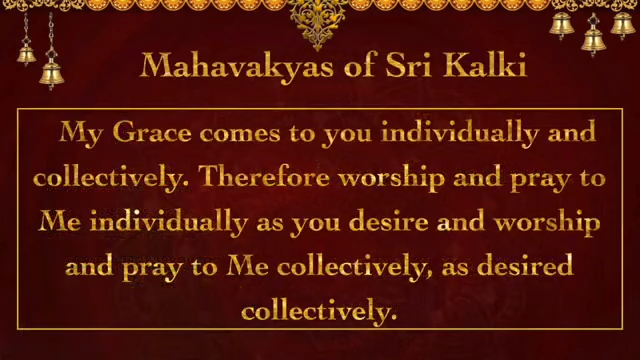 Mahavakyas of Sri Kalki
My Grace comes to you individually and
collectively. Therefore worship and pray to
Me individually as you desire and worship
and pray to Me collectively, as desired
collectively.